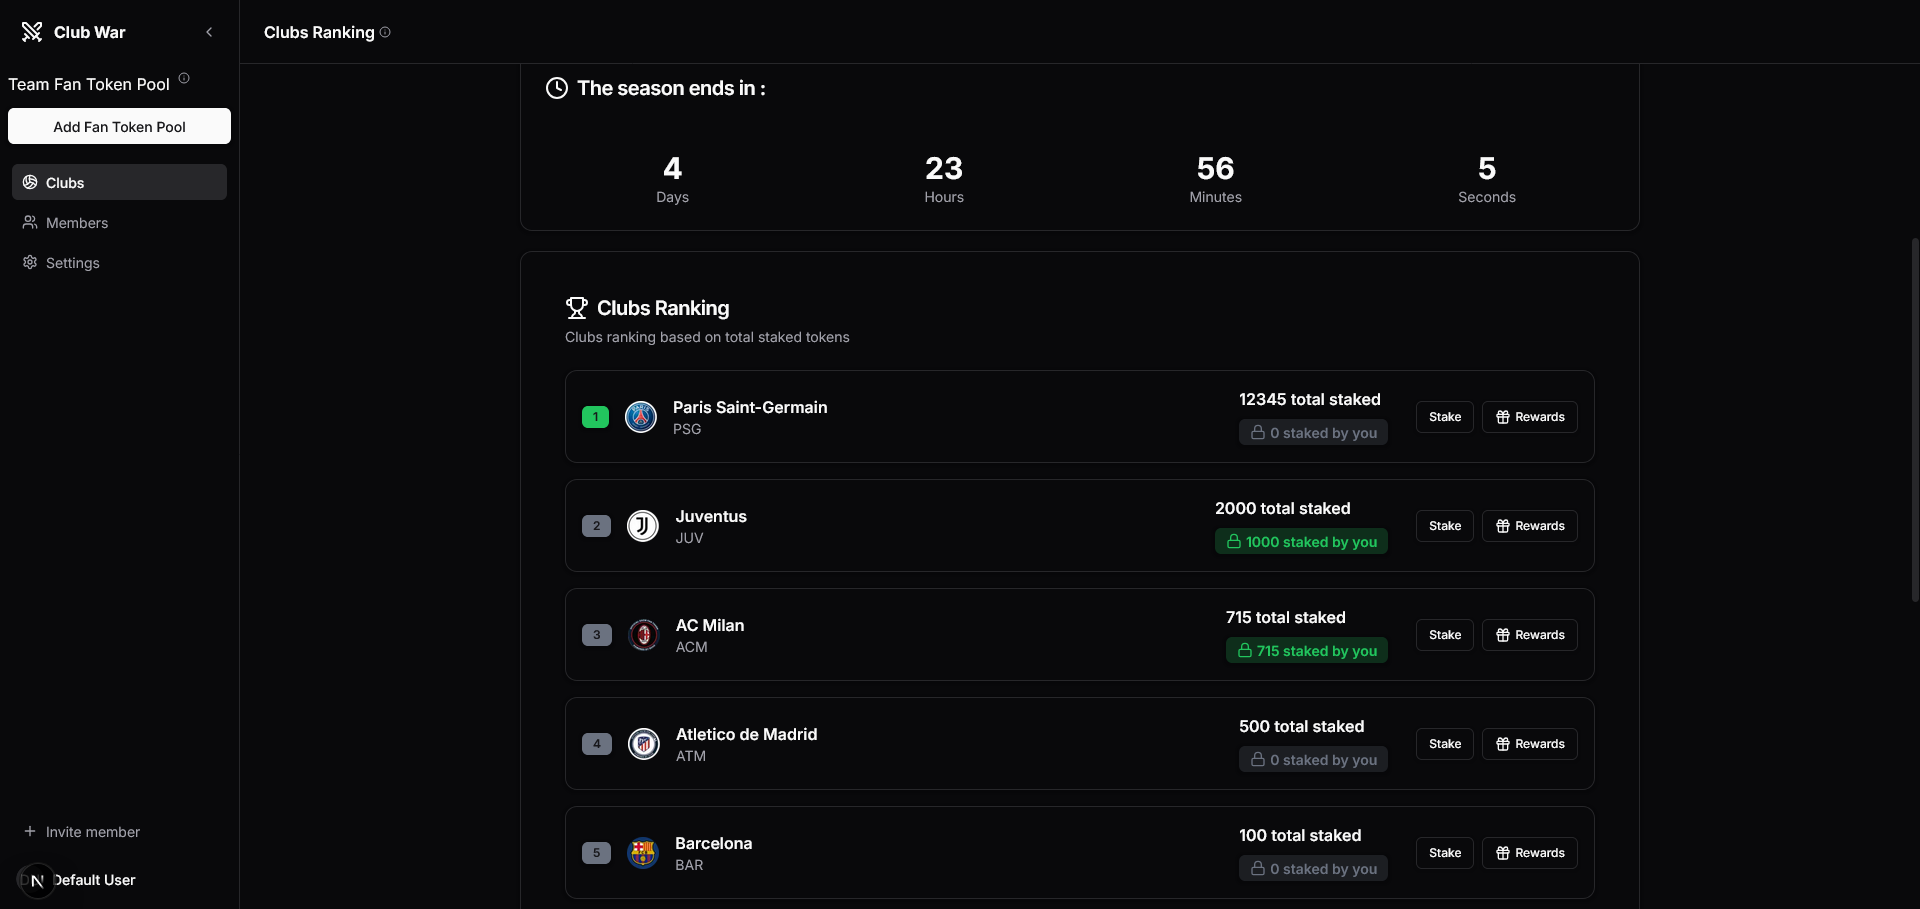 Club War
Team Fan Token Pool
Add Fan Token Pool
Clubs
Members
Settings
Invite member
N
Default User
Clubs Ranking
The season ends in :
4
Days
23
Hours
56
Minutes
5
Seconds
Clubs Ranking
Clubs ranking based on total staked tokens
1
Paris Saint-Germain
PSG
12345 total staked
0 staked by you
Stake
Rewards
2
Juventus
JUV
2000 total staked
1000 staked by you
Stake
Rewards
3
AC Milan
ACM
715 total staked
715 staked by you
Stake
Rewards
4
Atletico de Madrid
ATM
500 total staked
0 staked by you
Stake
Rewards
5
Barcelona
BAR
100 total staked
0 staked by you
Stake
Rewards